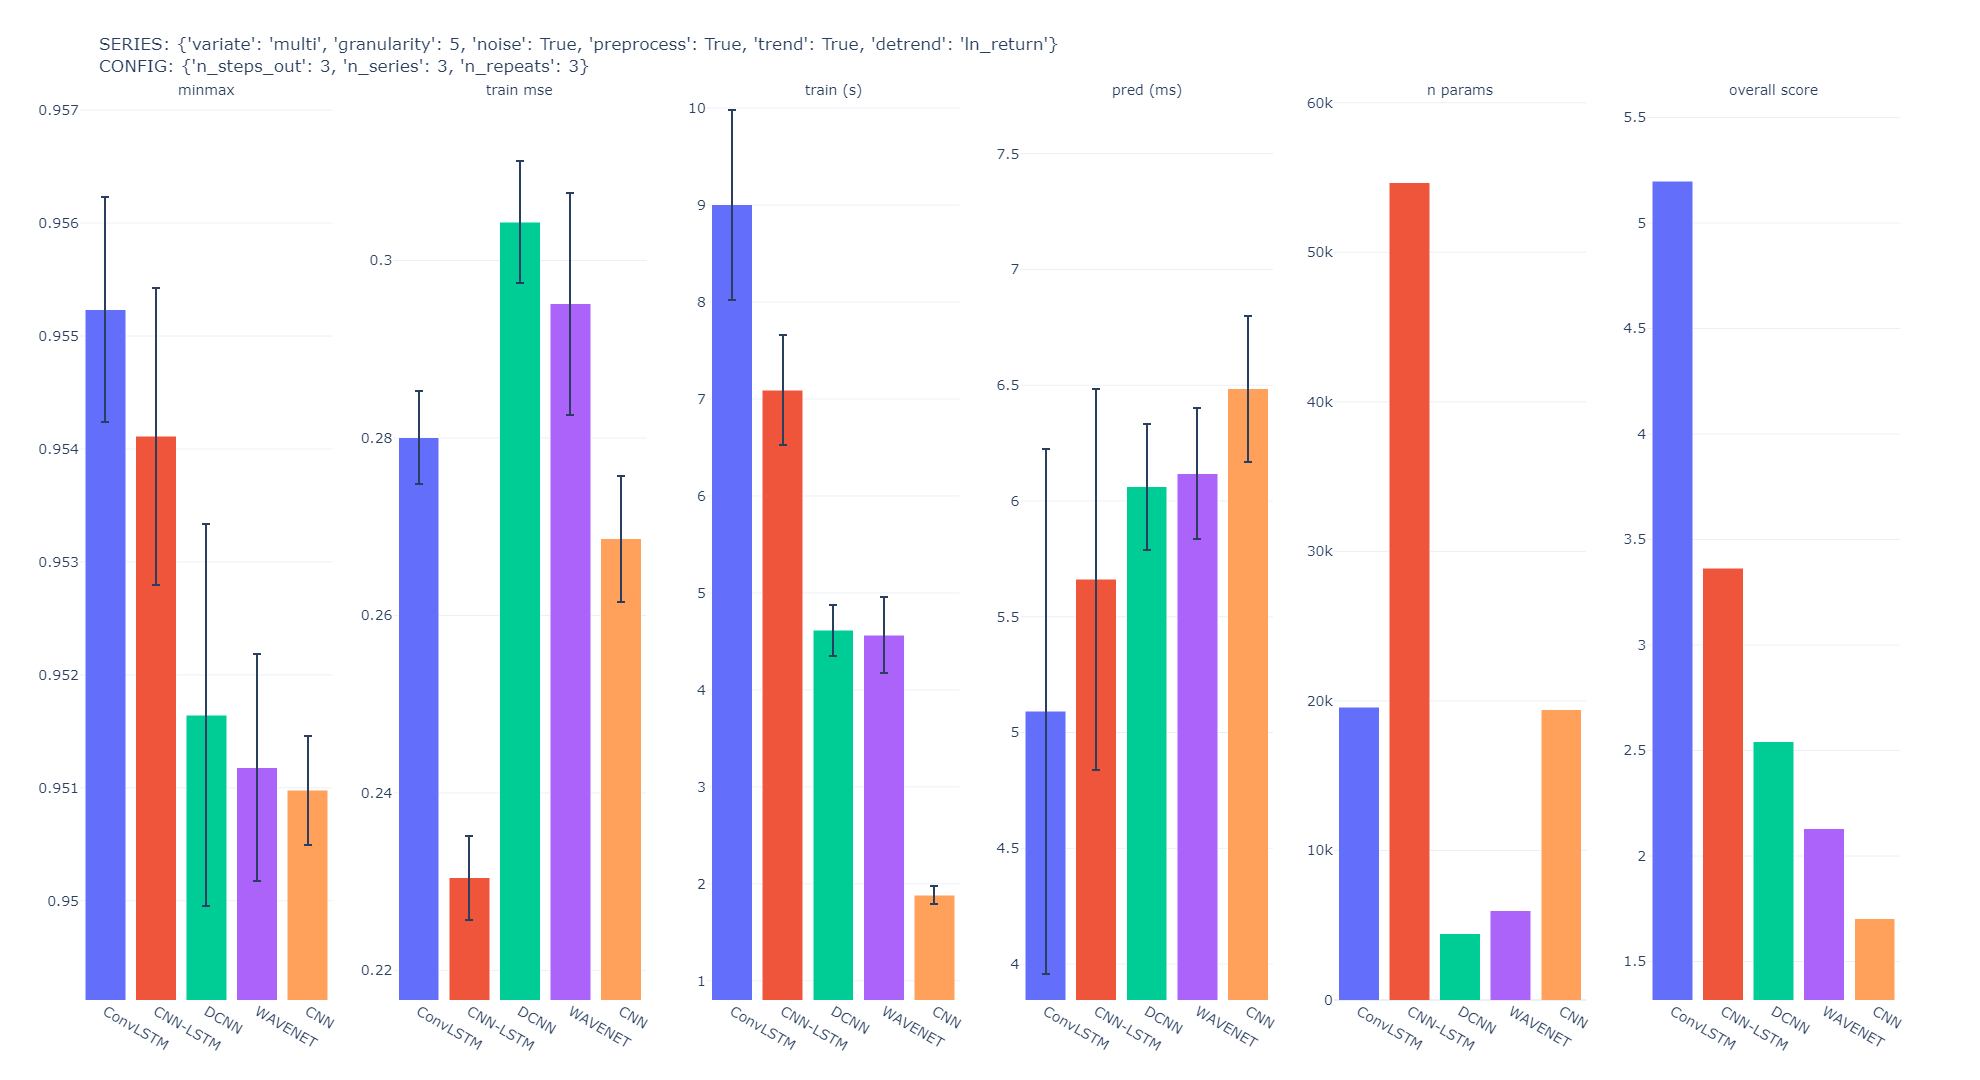 SERIES: {'variate': 'multi', 'granularity': 5, 'noise': True, 'preprocess': True, 'trend': True, 'detrend': 'ln_return'}
CONFIG: {'n_steps_out': 3, 'n_series': 3, 'n_repeats': 3}
minmax
0.957
0.956
0.955
0.954
0.953
0.952
0.951
0.95
ConvLSTM
CNN-LSTM
DCNN
WAVENET
CNN
train mse
0.3
0.28
0.26
0.24
0.22
ConvLSTM
CNN-LSTM
DCNN
WAVENET
CNN
train (s)
10
9
8
7
6
5
4
3
2
1
ConvLSTM
CNN-LSTM
DCNN
WAVENET
CNN
pred (ms)
7.5
7
6.5
6
5.5
5
4.5
4
ConvLSTM
CNN-LSTM
DCNN
WAVENET
CNN
n params
60k
50k
40k
30k
20k
10k
0
ConvLSTM
CNN-LSTM
DCNN
WAVENET
CNN
overall score
5.5
5
4.5
4
3.5
3
2.5
2
1.5
ConvLSTM
CNN-LSTM
DCNN
WAVENET
CNN